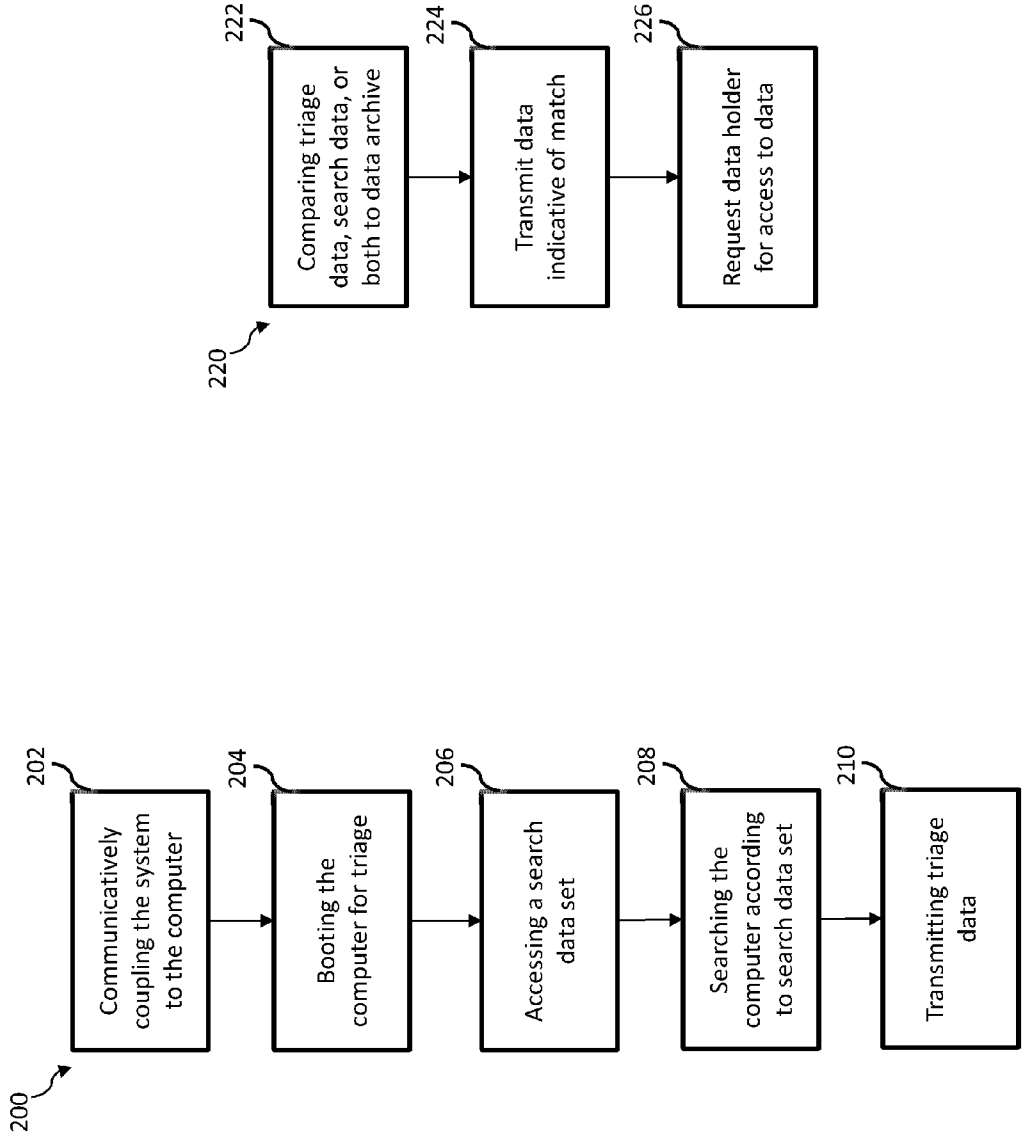 200
202
Communicatively
coupling the system
to the computer
204
Booting the
computer for triage
206
Accessing a search
data set
208
Searching the
computer according
to search data set
210
Transmitting triage
data
220
222
Comparing triage
data, search data, or
both to data archive
224
Transmit data
indicative of match
226
Request data holder
for access to data